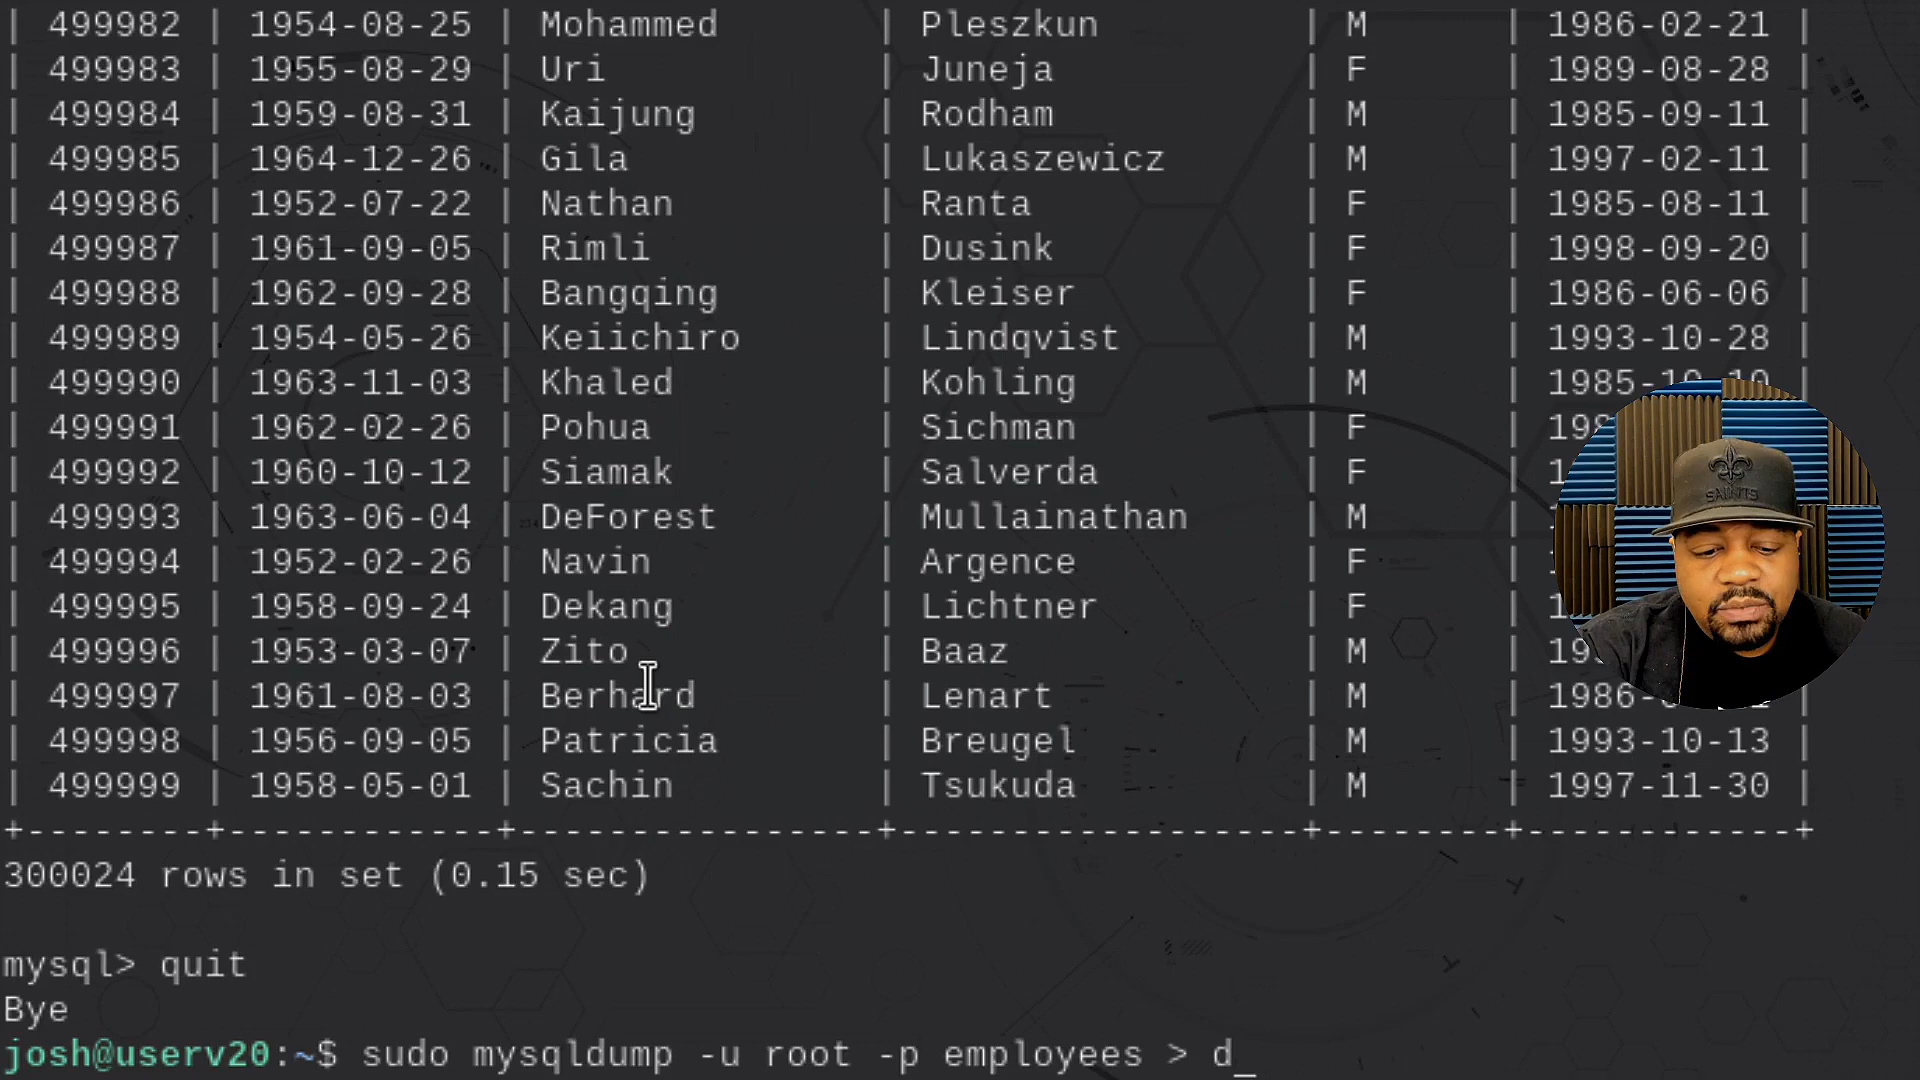 | 499982 | 1954-08-25 | Mohammed | Pleszkun | M | 1986-02-21 |
| 499983 | 1955-08-29 | Uri | Juneja | F | 1989-08-28 |
| 499984 | 1959-08-31 | Kaijung | Rodham | M | 1985-09-11 |
| 499985 | 1964-12-26 | Gila | Lukaszewicz | M | 1997-02-11 |
| 499986 | 1952-07-22 | Nathan | Ranta | F | 1985-08-11 |
| 499987 | 1961-09-05 | Rimli | Dusink | F | 1998-09-20 |
| 499988 | 1962-09-28 | Bangqing | Kleiser | F | 1986-06-06 |
| 499989 | 1954-05-26 | Keiichiro | Lindqvist | M | 1993-10-28 |
| 499990 | 1963-11-03 | Khaled | Kohling | M | 1985-10-10 |
| 499991 | 1962-02-26 | Pohua | Sichman | F |
| 499992 | 1960-10-12 | Siamak | Salverda | F |
| 499993 | 1963-06-04 | DeForest | Mullainathan | M |
| 499994 | 1952-02-26 | Navin | Argence | F |
| 499995 | 1958-09-24 | Dekang | Lichtner | F |
| 499996 | 1953-03-07 | Zito | Baaz | M |
| 499997 | 1961-08-03 | Berhard | Lenart | M | 1986-
| 499998 | 1956-09-05 | Patricia | Breugel | M | 1993-10-13 |
| 499999 | 1958-05-01 | Sachin | Tsukuda | M | 1997-11-30 |
+--------+------------+-----------------+-------------------+--------+------------+
300024 rows in set (0.15 sec)
mysql> quit
Bye
josh@userv20:~$ sudo mysqldump -u root -p employees > d_
SAINTS